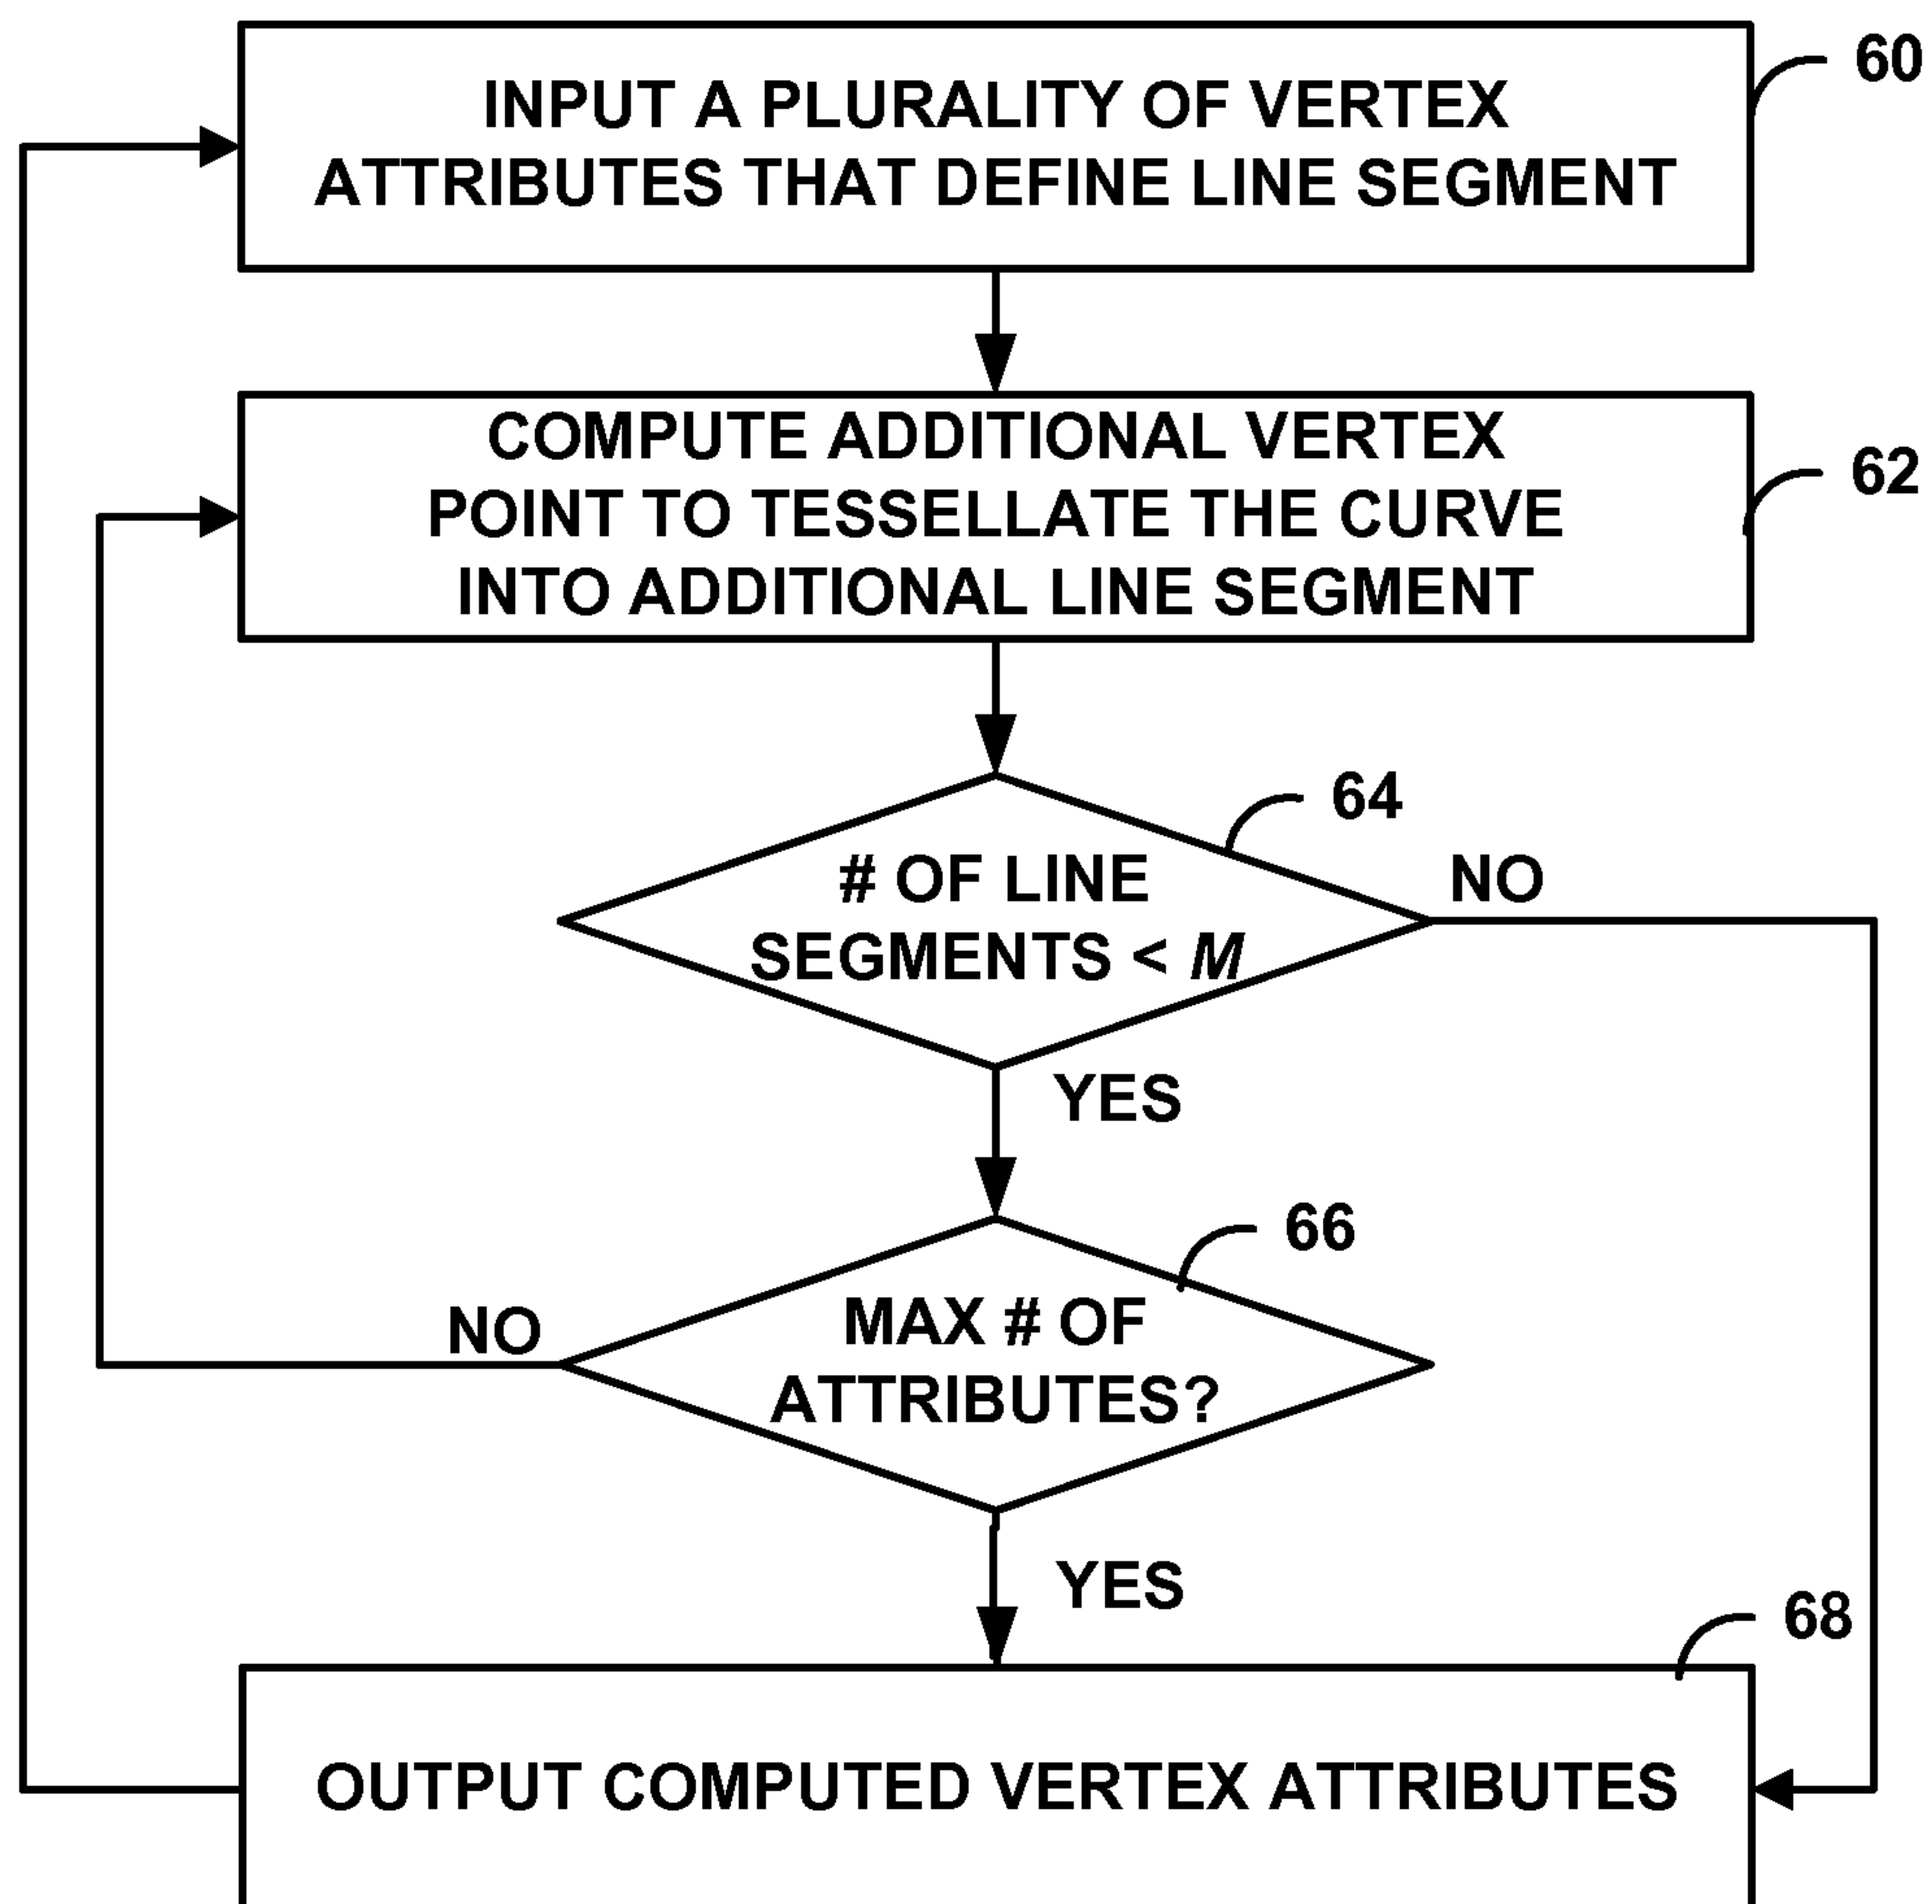 INPUT A PLURALITY OF VERTEX
ATTRIBUTES THAT DEFINE LINE SEGMENT
60
COMPUTE ADDITIONAL VERTEX
POINT TO TESSELLATE THE CURVE
INTO ADDITIONAL LINE SEGMENT
62
64
# OF LINE
SEGMENTS < M
NO
YES
66
MAX # OF
ATTRIBUTES?
NO
YES
68
OUTPUT COMPUTED VERTEX ATTRIBUTES